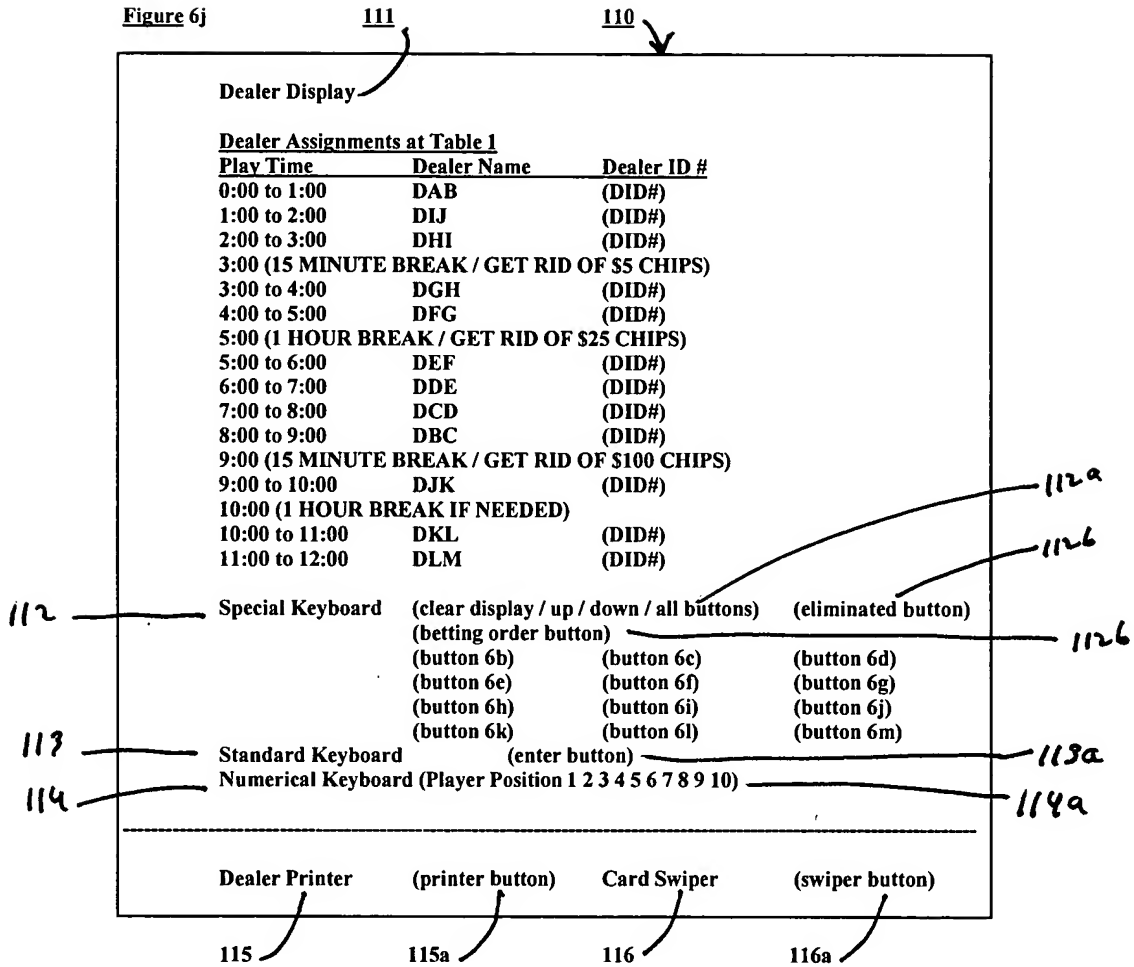 Figure 6j 111 110
Dealer Display
Dealer Assignments at Table 1
Play Time Dealer Name Dealer ID #
0:00 to 1:00 DAB (DID#)
1:00 to 2:00 DIJ (DID#)
2:00 to 3:00 DHI (DID#)
3:00 (15 MINUTE BREAK / GET RID OF $5 CHIPS)
3:00 to 4:00 DGH (DID#)
4:00 to 5:00 DFG (DID#)
5:00 (1 HOUR BREAK / GET RID OF $25 CHIPS)
5:00 to 6:00 DEF (DID#)
6:00 to 7:00 DDE (DID#)
7:00 to 8:00 DCD (DID#)
8:00 to 9:00 DBC (DID#)
9:00 (15 MINUTE BREAK / GET RID OF $100 CHIPS)
9:00 to 10:00 DJK (DID#)
112a
10:00 (1 HOUR BREAK IF NEEDED)
10:00 to 11:00 DKL (DID#)
112b
11:00 to 12:00 DLM (DID#)
112 Special Keyboard (clear display / up / down / all buttons) (eliminated button)
(betting order button) 112b
(button 6b) (button 6c) (button 6d)
(button 6e) (button 6f) (button 6g)
(button 6h) (button 6i) (button 6j)
(button 6k) (button 6l) (button 6m)
113 Standard Keyboard (enter button) 113a
114 Numerical Keyboard (Player Position 1 2 3 4 5 6 7 8 9 10) 114a
Dealer Printer (printer button) Card Swiper (swiper button)
115 115a 116 116a